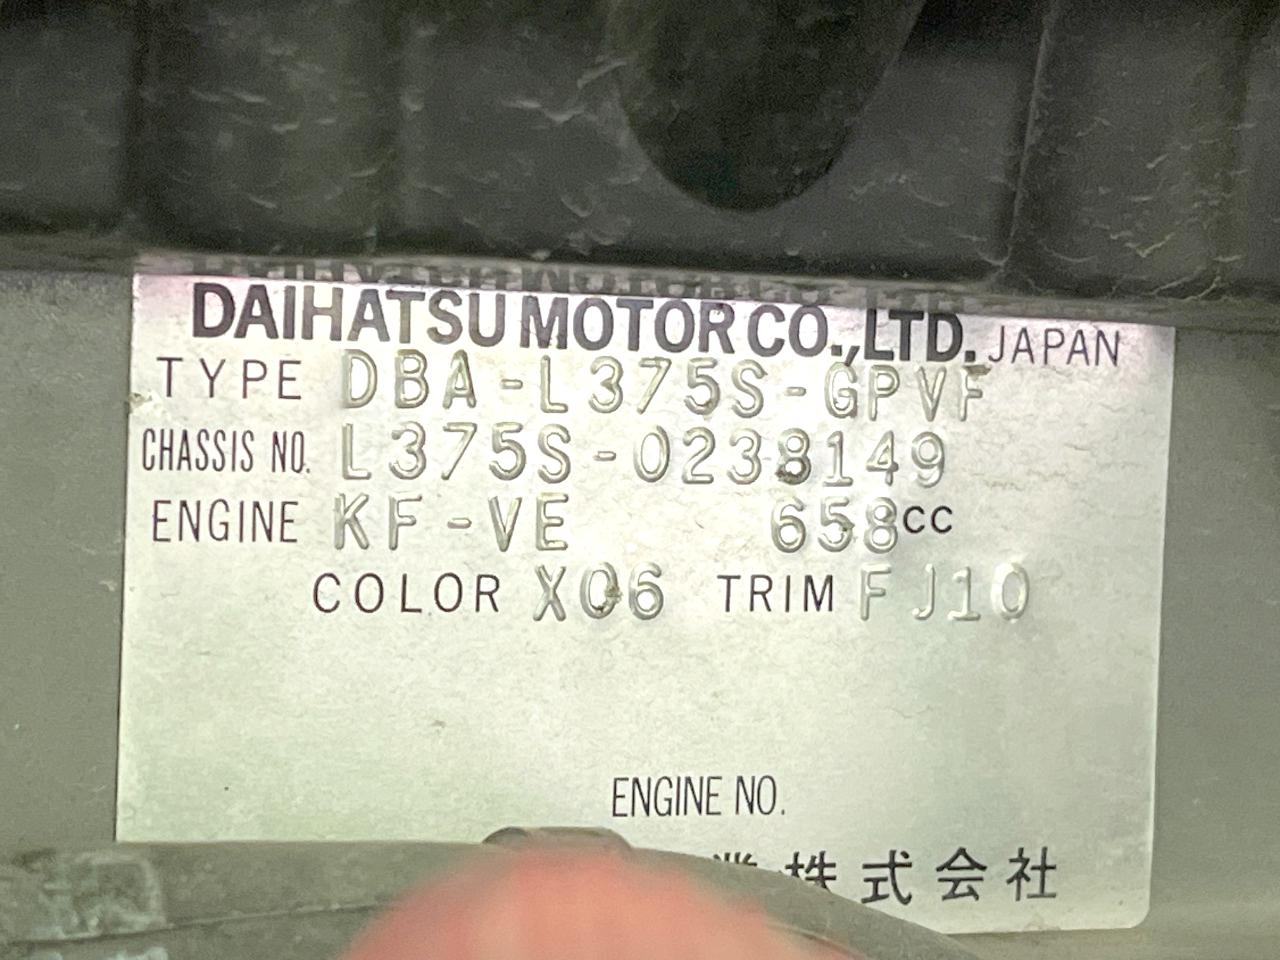 DAIHATSU MOTOR CO., LTD. JAPAN
TYPE DBA-L375S-GPVF
CHASSIS NO. L375S-0238149
ENGINE KF-VE 658cc
COLOR X06 TRIM FJ10
ENGINE NO.
業株式会社